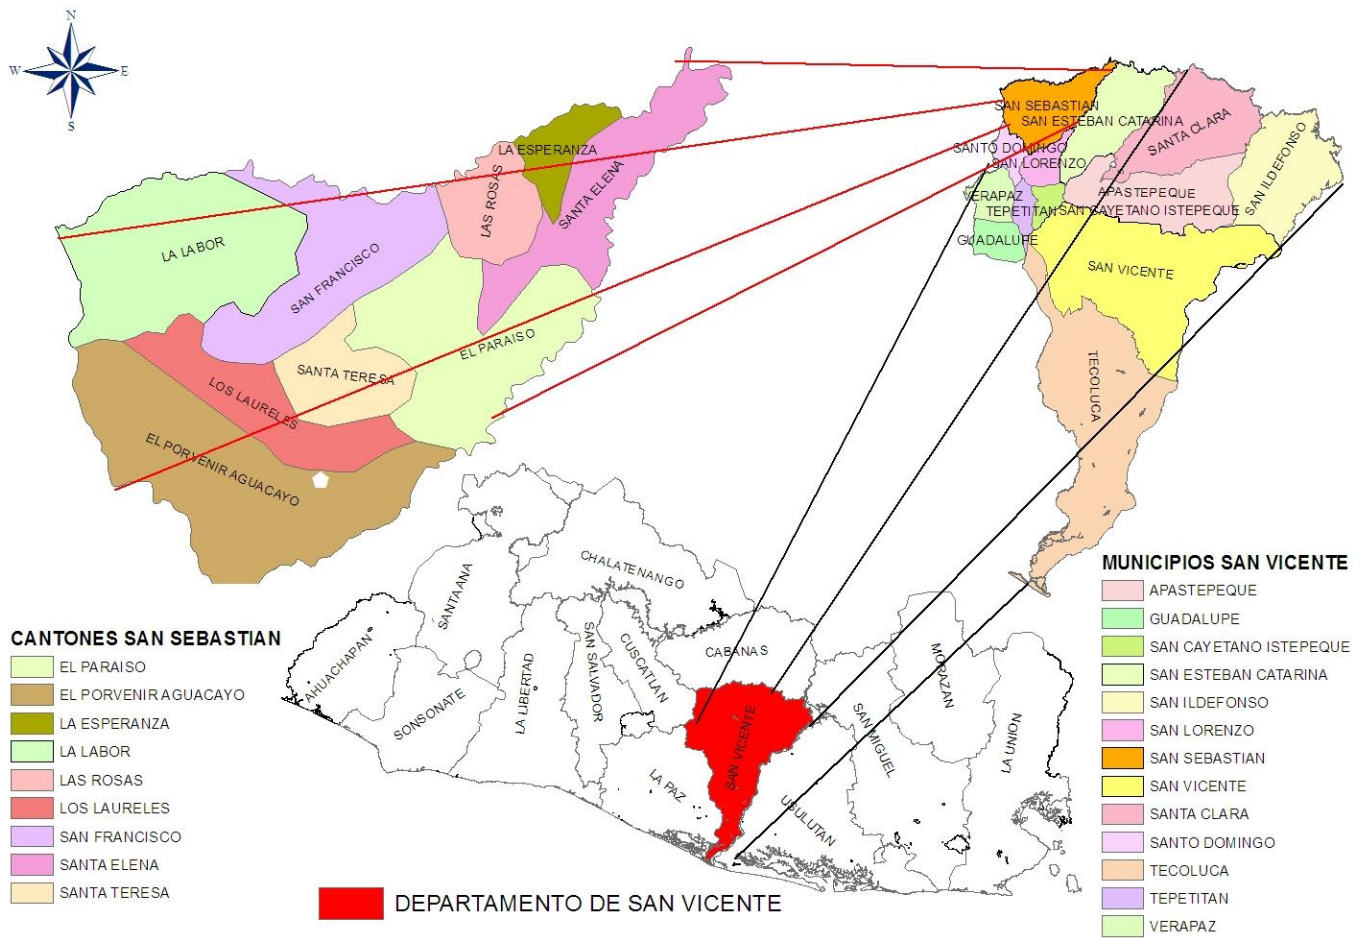 N
W
E
S
LA ESPERANZA
LAS ROSAS
SANTA ELENA
LA LABOR
SAN FRANCISCO
EL PARAISO
SANTA TERESA
LOS LAURELES
EL PORVENIR AGUACAYO
SAN SEBASTIAN
SAN ESTEBAN CATARINA
SANTA CLARA
SANTO DOMINGO
SAN LORENZO
SAN ILDEFONSO
VERAPAZ
APASTEPEQUE
TEPETITAN
SAN CAYETANO ISTEPEQUE
GUADALUPE
SAN VICENTE
TECOLUCA
CHALATENANGO
SANTA ANA
AHUACHAPAN
SONSONATE
LA LIBERTAD
SAN SALVADOR
CUSCATLAN
CABANAS
LA PAZ
SAN VICENTE
USULUTAN
SAN MIGUEL
MORAZAN
LA UNION
CANTONES SAN SEBASTIAN
EL PARAISO
EL PORVENIR AGUACAYO
LA ESPERANZA
LA LABOR
LAS ROSAS
LOS LAURELES
SAN FRANCISCO
SANTA ELENA
SANTA TERESA
DEPARTAMENTO DE SAN VICENTE
MUNICIPIOS SAN VICENTE
APASTEPEQUE
GUADALUPE
SAN CAYETANO ISTEPEQUE
SAN ESTEBAN CATARINA
SAN ILDEFONSO
SAN LORENZO
SAN SEBASTIAN
SAN VICENTE
SANTA CLARA
SANTO DOMINGO
TECOLUCA
TEPETITAN
VERAPAZ